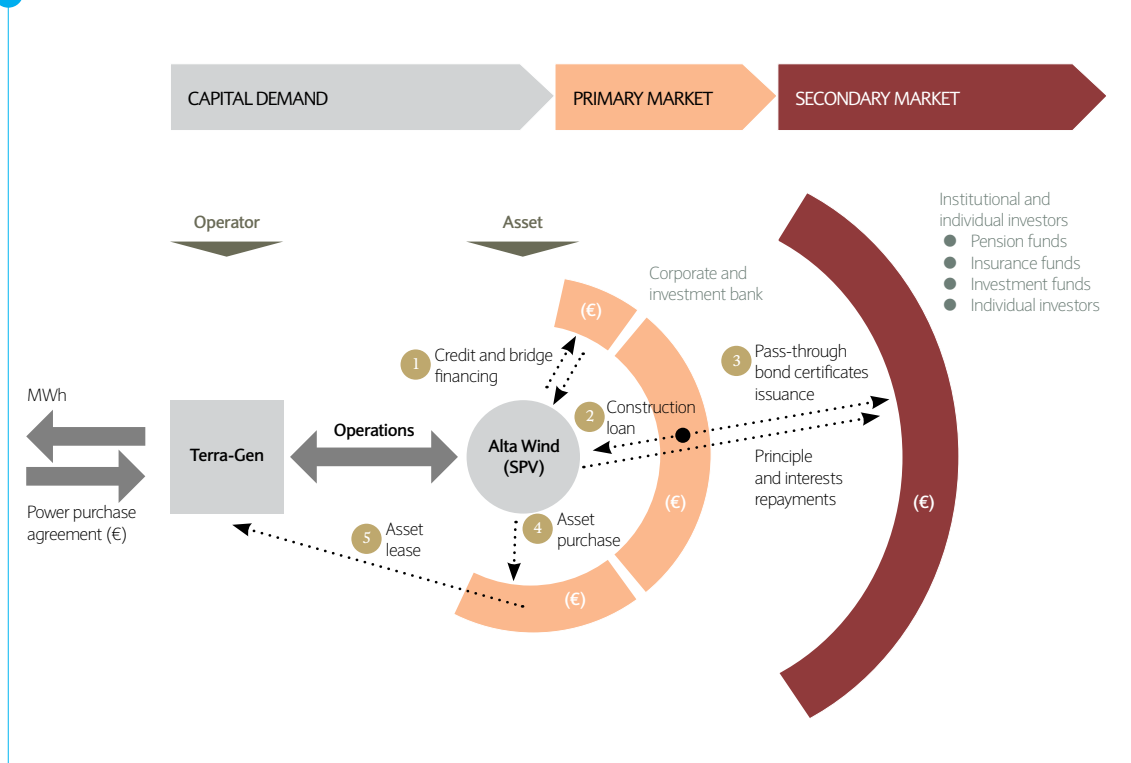 CAPITAL DEMAND
PRIMARY MARKET
SECONDARY MARKET
Operator
Asset
Institutional and
individual investors
Pension funds
Insurance funds
Investment funds
Individual investors
Corporate and
investment bank
(€)
1
Credit and bridge
financing
3
Pass-through
bond certificates
issuance
MWh
2
Construction
loan
Operations
Terra-Gen
Alta Wind
(SPV)
Principle
and interests
repayments
(€)
(€)
Power purchase
agreement (€)
5
Asset
lease
4
Asset
purchase
(€)